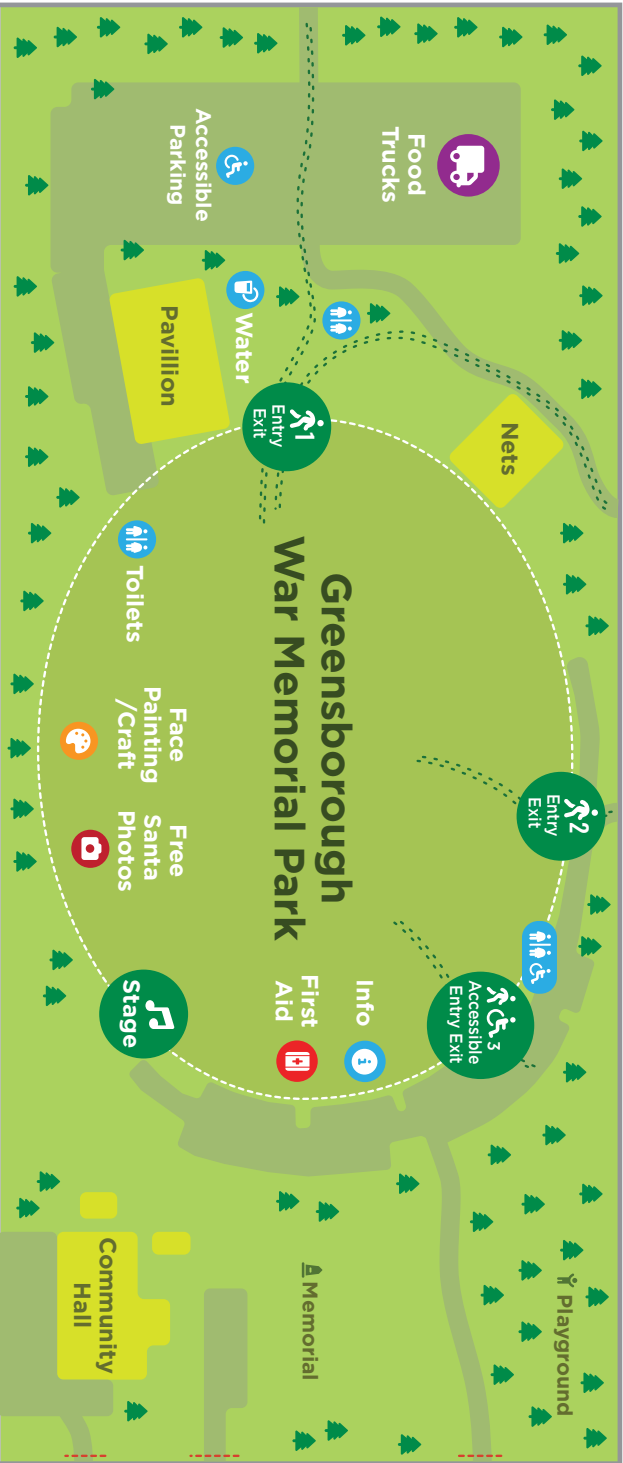 Food
Trucks
Accessible
Parking
Water
Pavillion
Nets
1
Entry
Exit
Greensborough
War Memorial Park
Toilets
2
Entry
Exit
Face
Painting
/Craft
Free
Santa
Photos
3
Accessible
Entry Exit
Info
i
First
Aid
Stage
Playground
Memorial
Community
Hall